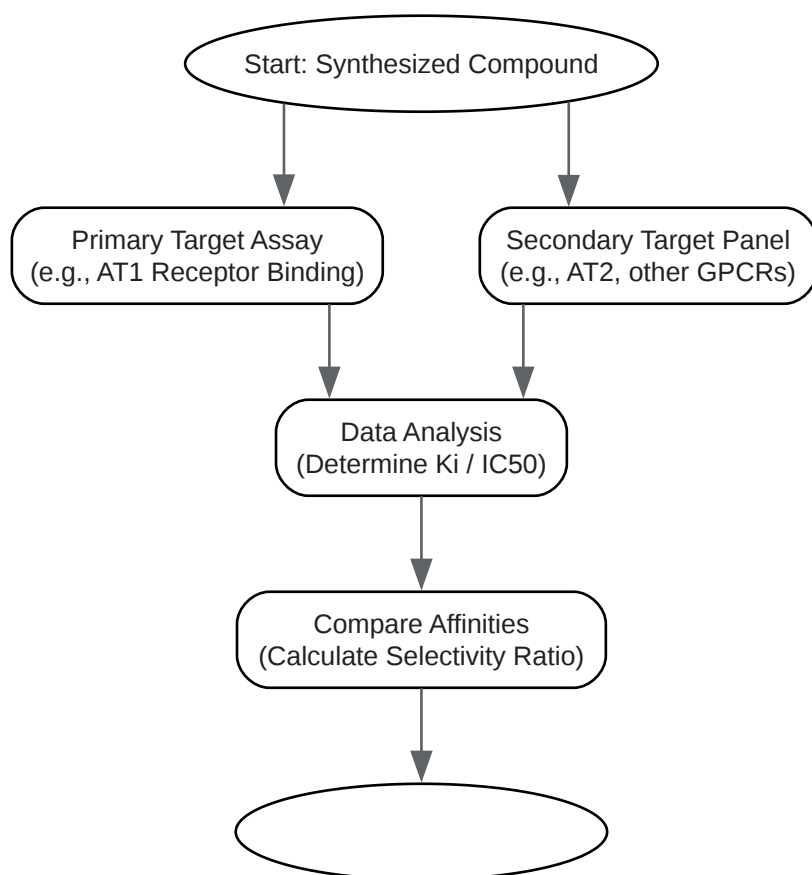 Start: Synthesized Compound
Primary Target Assay
(e.g., AT1 Receptor Binding)
Secondary Target Panel
(e.g., AT2, other GPCRs)
Data Analysis
(Determine Ki / IC50)
Compare Affinities
(Calculate Selectivity Ratio)